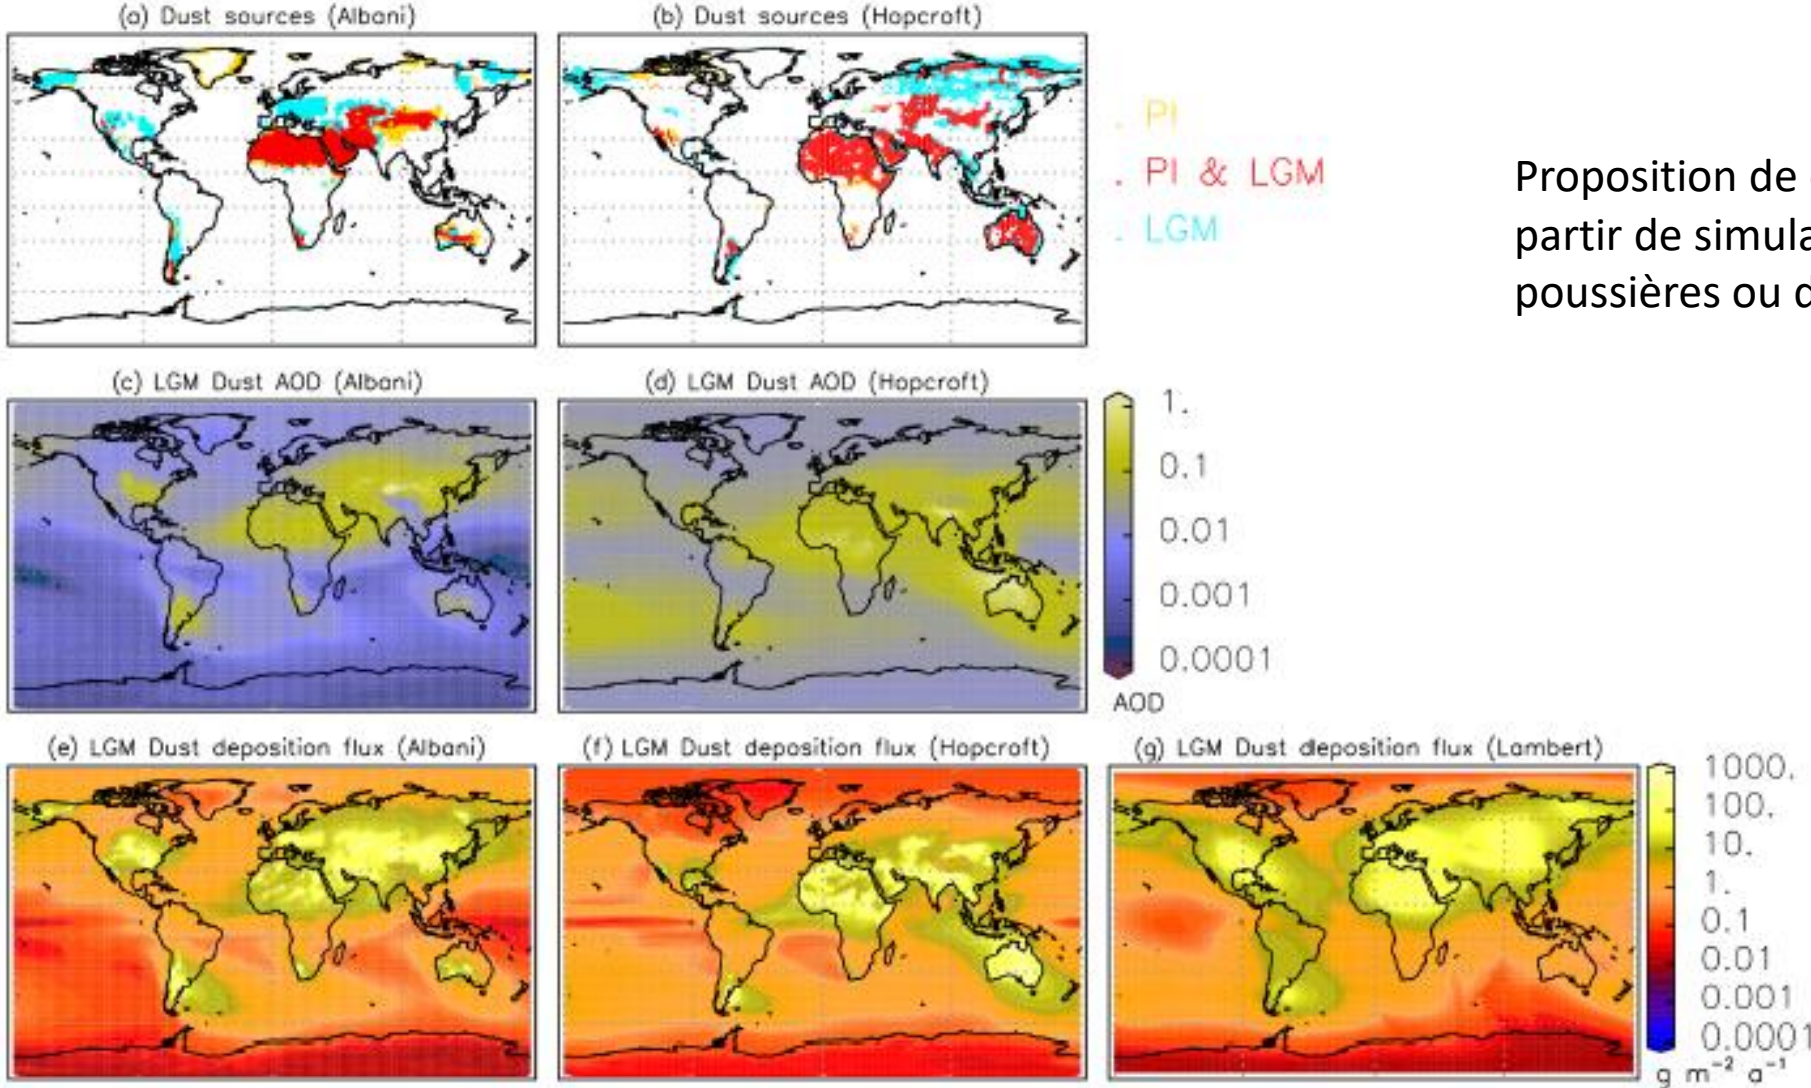 (a) Dust sources (Albani)
(b) Dust sources (Hopcroft)
. PI
. PI & LGM
. LGM
Proposition de
partir de simula
poussières ou d
(c) LGM Dust AOD (Albani)
(d) LGM Dust AOD (Hopcroft)
1.
0.1
0.01
0.001
0.0001
AOD
(e) LGM Dust deposition flux (Albani)
(f) LGM Dust deposition flux (Hopcroft)
(g) LGM Dust deposition flux (Lambert)
1000.
100.
10.
1.
0.1
0.01
0.001
0.0001
g m⁻² a⁻¹